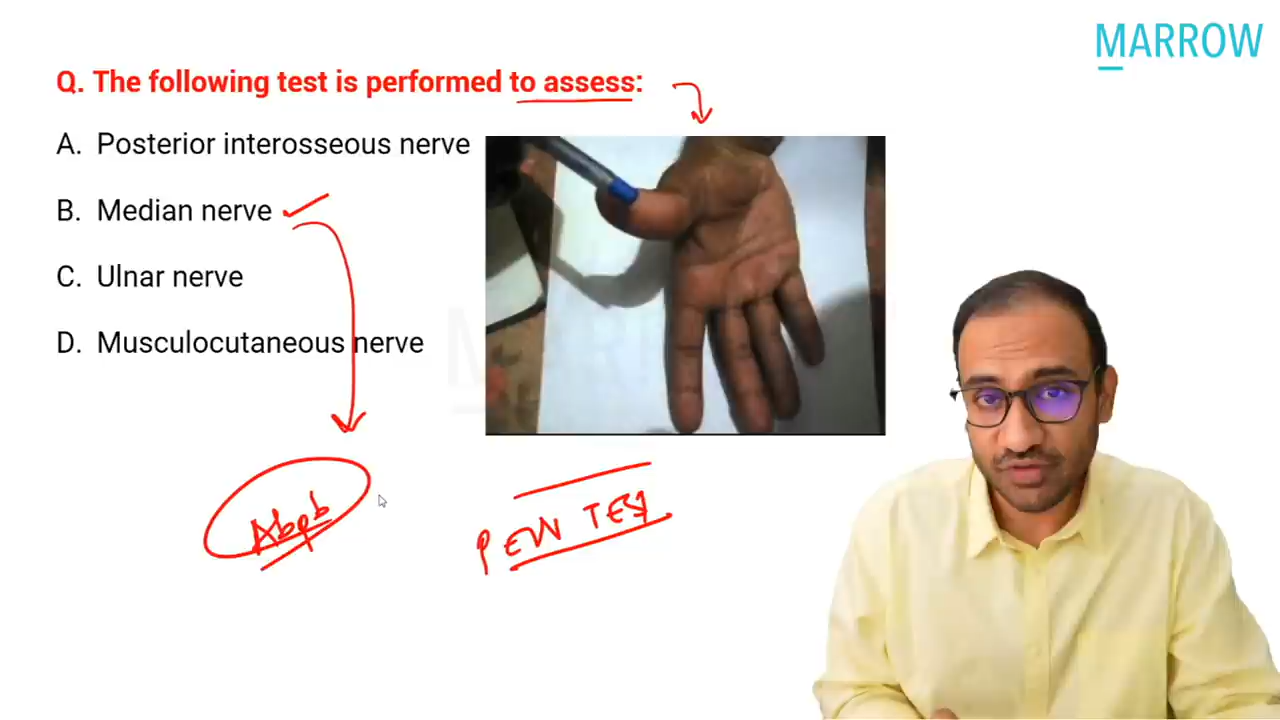 MARROW
Q. The following test is performed to assess:
A. Posterior interosseous nerve
B. Median nerve
C. Ulnar nerve
D. Musculocutaneous nerve
Abpb
PEN TEST